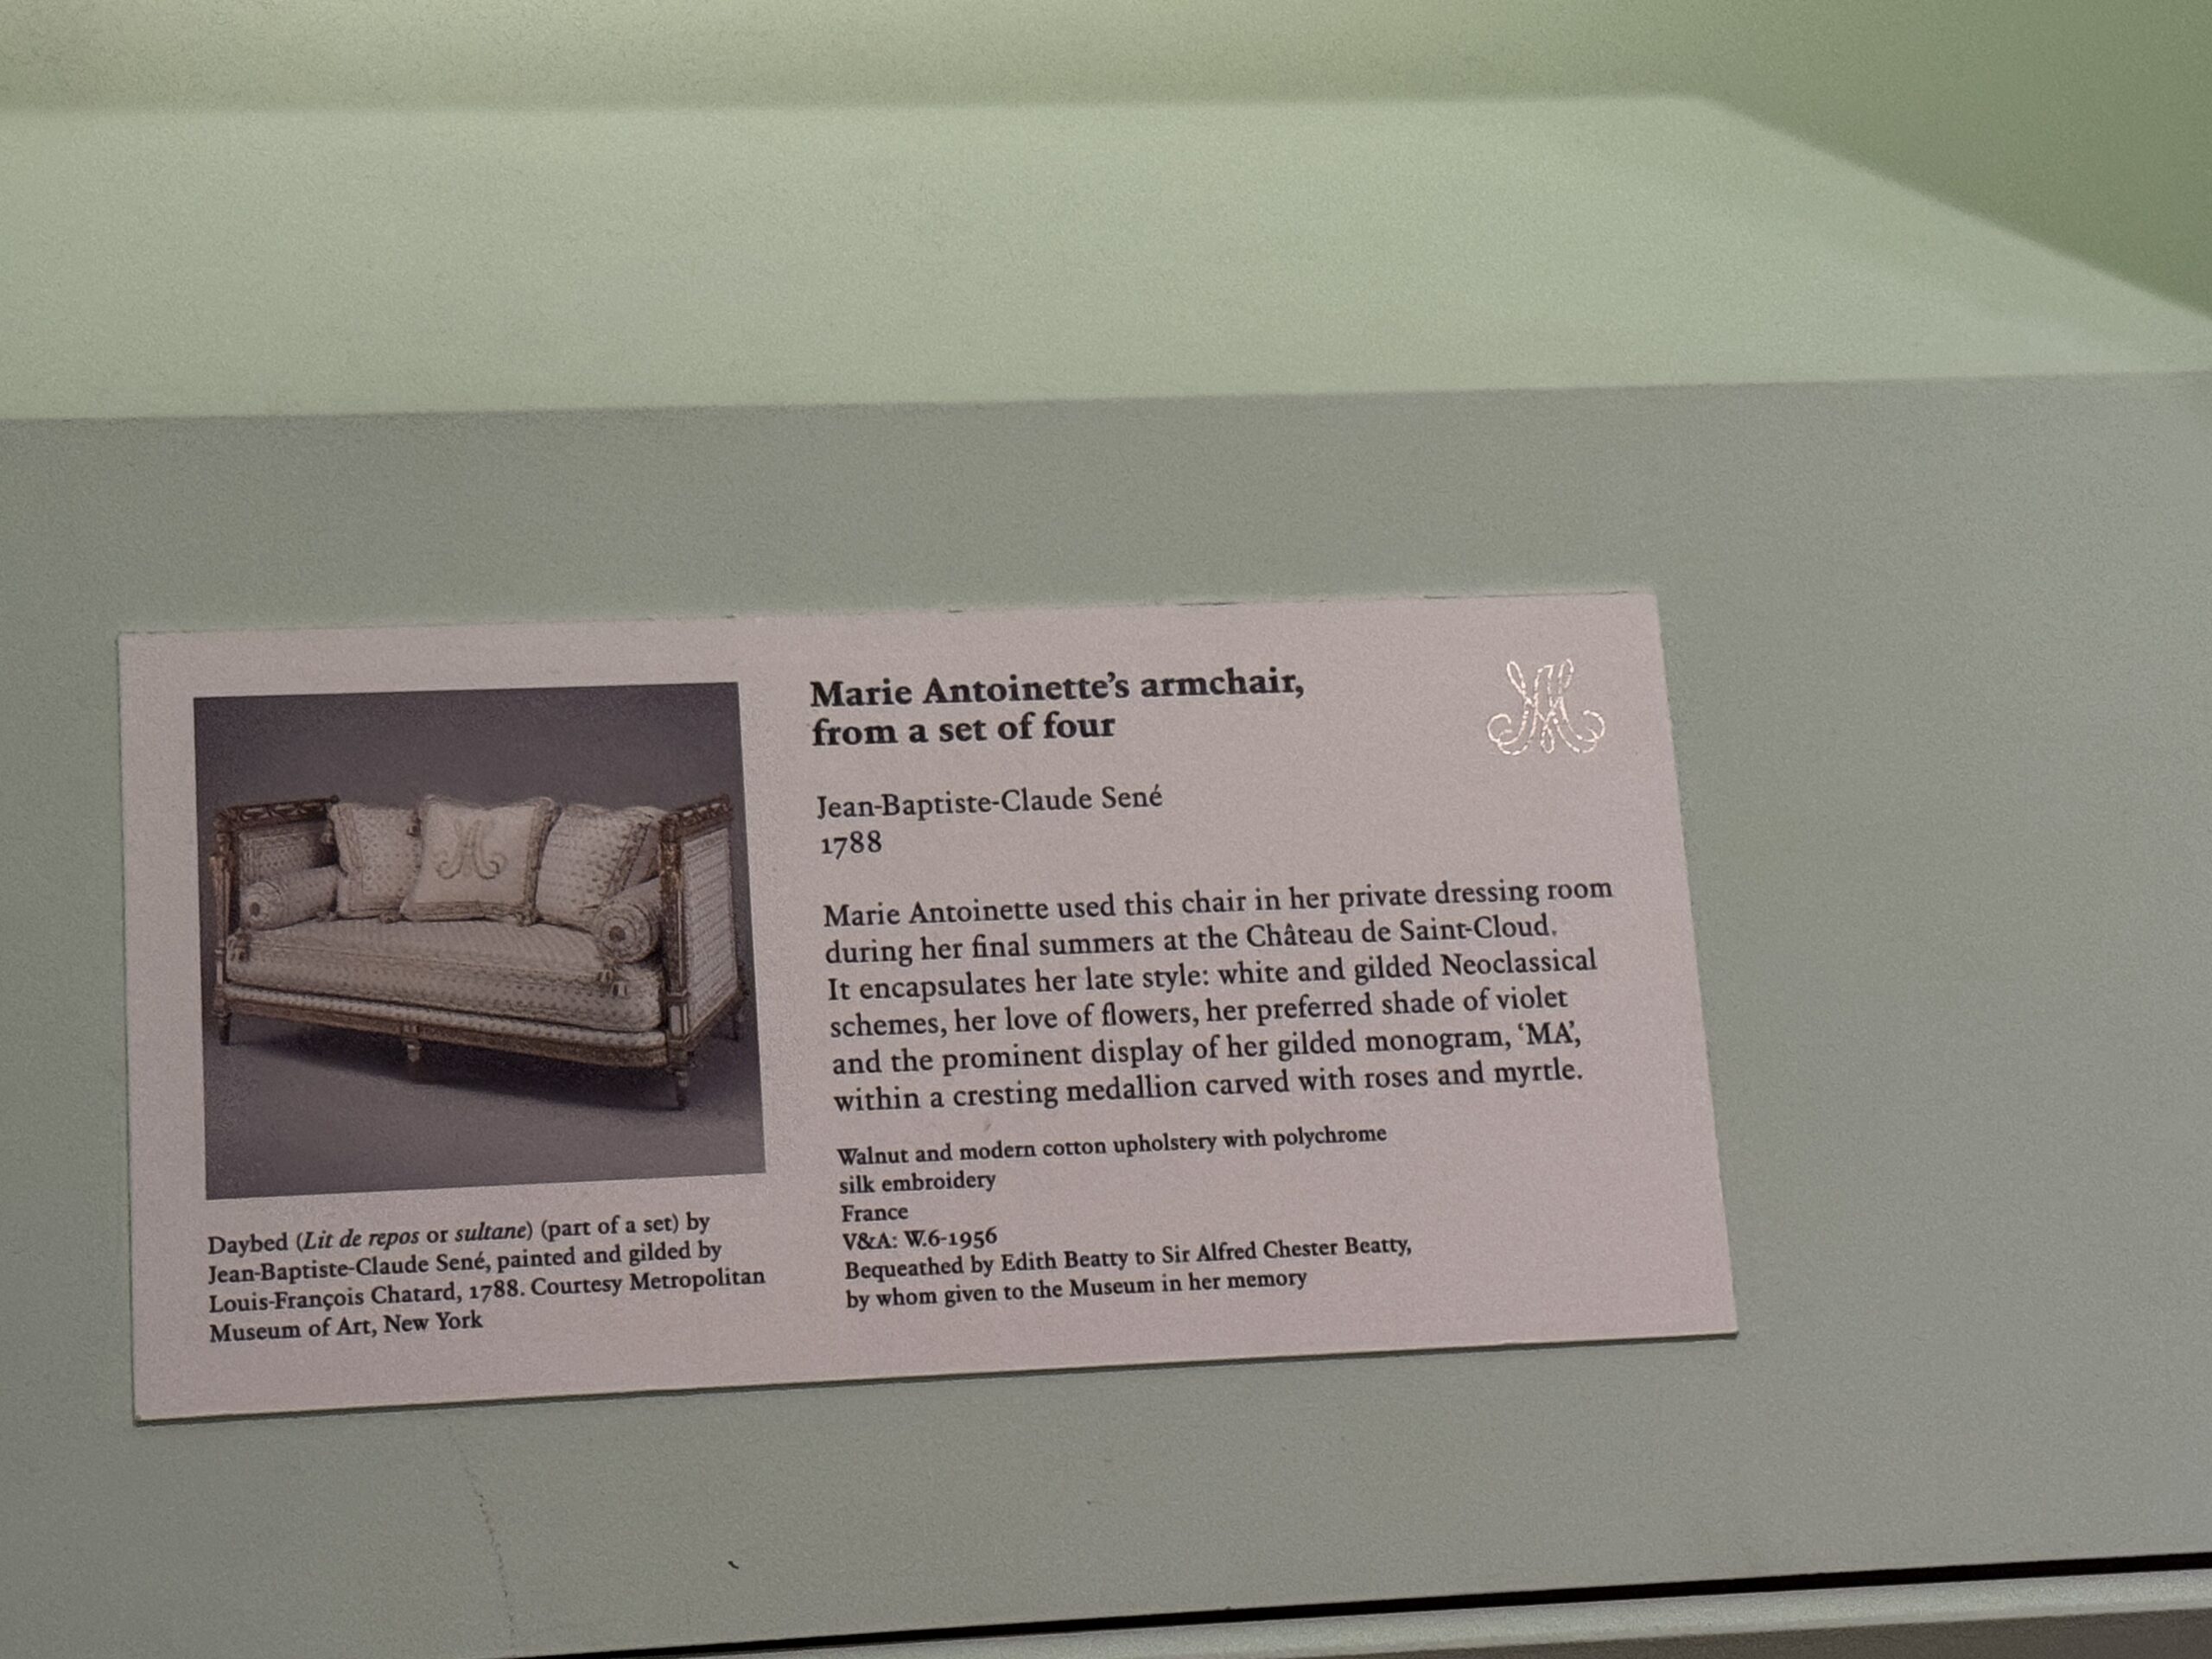 Marie Antoinette’s armchair,
from a set of four
MA
Jean-Baptiste-Claude Sené
1788
Marie Antoinette used this chair in her private dressing room
during her final summers at the Château de Saint-Cloud.
It encapsulates her late style: white and gilded Neoclassical
schemes, her love of flowers, her preferred shade of violet
and the prominent display of her gilded monogram, ‘MA’,
within a cresting medallion carved with roses and myrtle.
Walnut and modern cotton upholstery with polychrome
silk embroidery
France
V&A: W.6-1956
Bequeathed by Edith Beatty to Sir Alfred Chester Beatty,
by whom given to the Museum in her memory
MA
Daybed (Lit de repos or sultane) (part of a set) by
Jean-Baptiste-Claude Sené, painted and gilded by
Louis-François Chatard, 1788. Courtesy Metropolitan
Museum of Art, New York